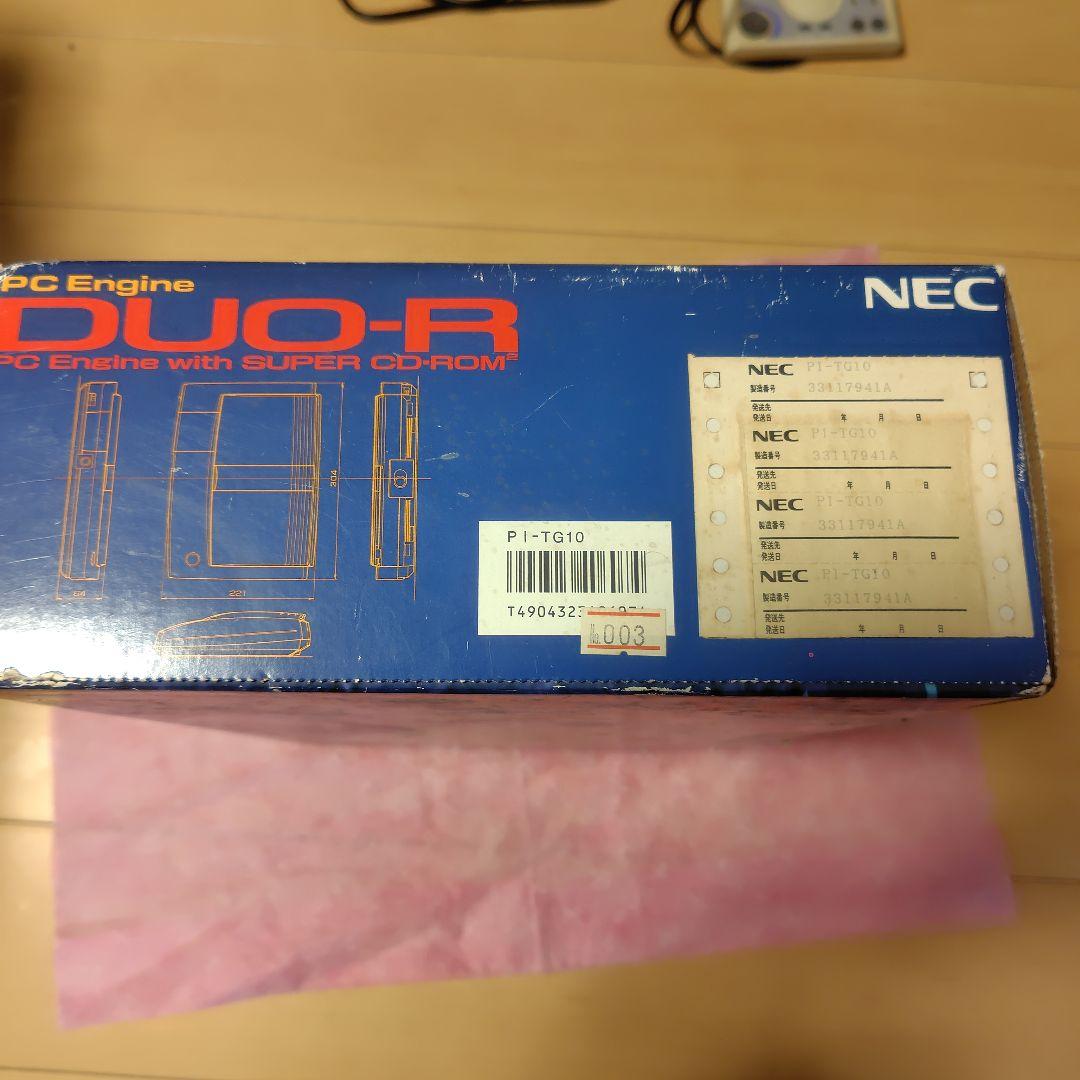 PC Engine
DUO-R
PC Engine with SUPER CD-ROM²
NEC
64
221
304
PI-TG10
T4904323
No. 003
NEC PI-TG10
製造番号 33117941A
発送先
発送日 年 月 日
NEC PI-TG10
製造番号 33117941A
発送先
発送日 年 月 日
NEC PI-TG10
製造番号 33117941A
発送先
発送日 年 月 日
NEC PI-TG10
製造番号 33117941A
発送先
発送日 年 月 日